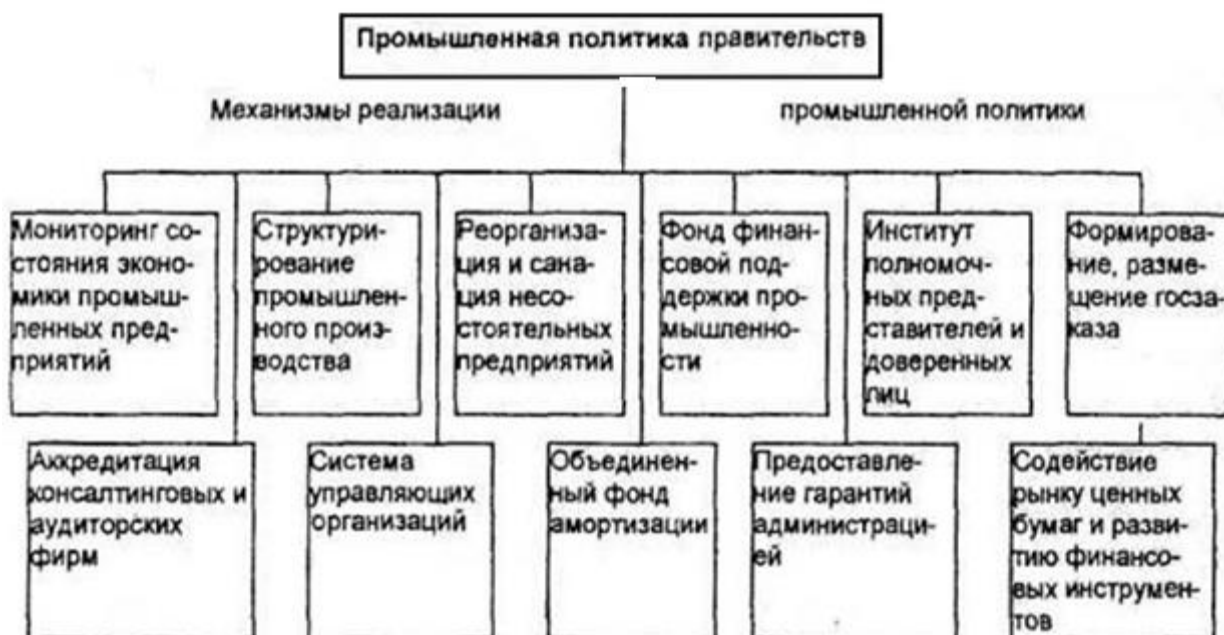 Промышленная политика правительств
Механизмы реализации
промышленной политики
Мониторинг со-
стояния эконо-
мики промыш-
ленных пред-
приятий
Структури-
рование
промышлен-
ного произ-
водства
Реорганиза-
ция и сана-
ция несо-
стоятельных
предприятий
Фонд финан-
совой под-
держки про-
мышленно-
сти
Институт
полномоч-
ных пред-
ставителей и
доверенных
лиц
Формирова-
ние, разме-
щение госза-
каза
Аккредитация
консалтинговых и
аудиторских
фирм
Система
управляющих
организаций
Объединен-
ный фонд
амортизации
Предоставле-
ние гарантий
администраци-
ей
Содействие
рынку ценных
бумаг и разви-
тию финансо-
вых инструмен-
тов